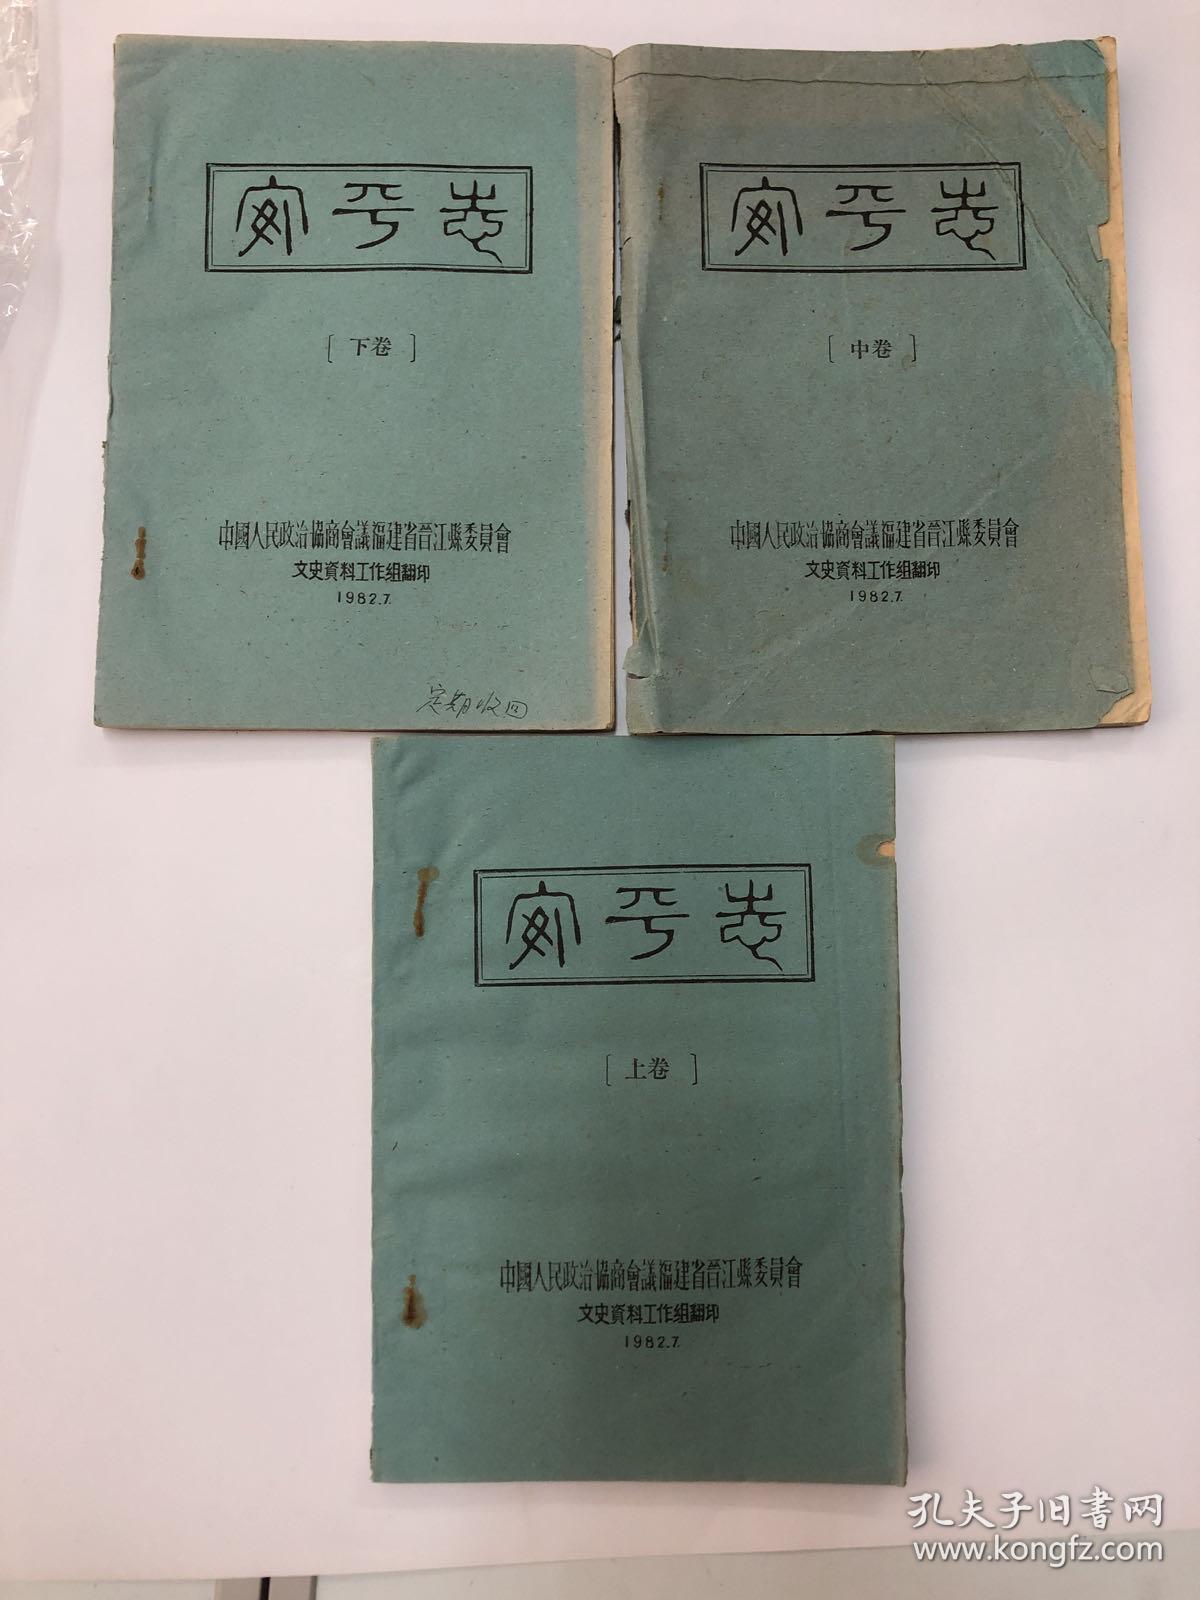 安平志
[下卷]
中國人民政治協商會議福建省晉江縣委員會
文史資料工作組翻印
1982.7.
定期收回
安平志
[中卷]
中國人民政治協商會議福建省晉江縣委員會
文史資料工作組翻印
1982.7.
安平志
[上卷]
中國人民政治協商會議福建省晉江縣委員會
文史資料工作組翻印
1982.7.
孔夫子旧书网
www.kongfz.com